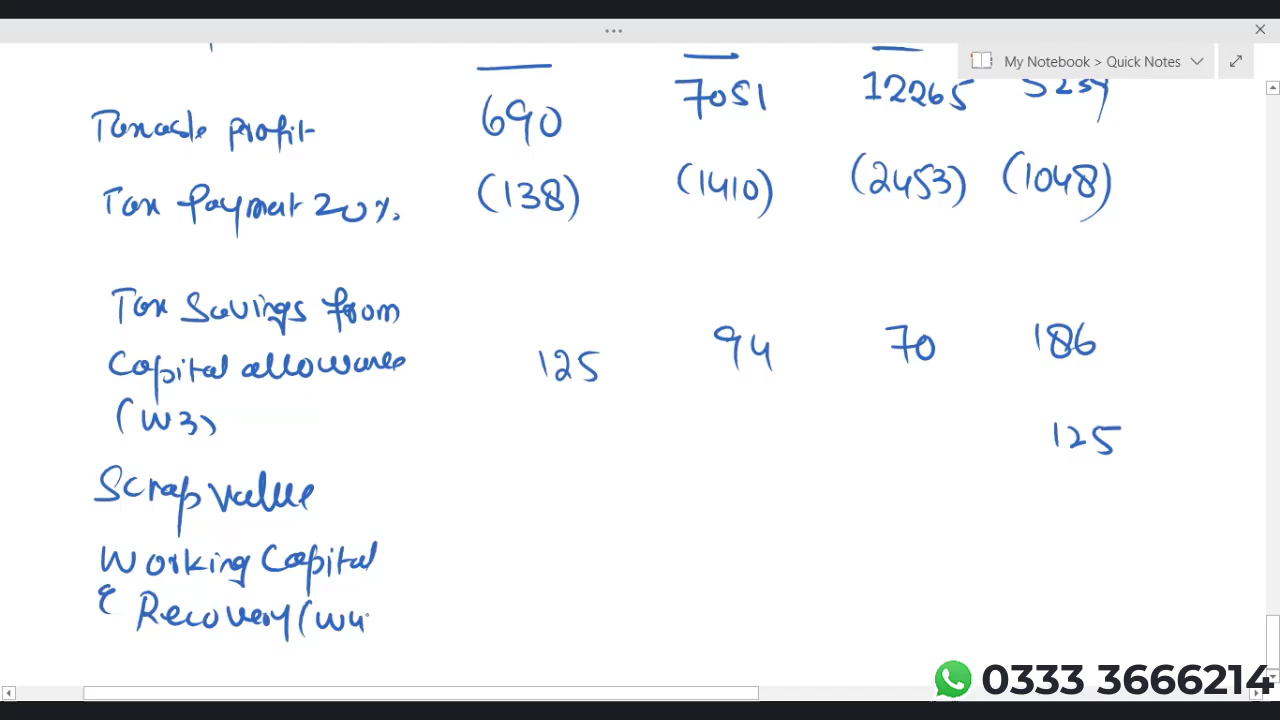 My Notebook > Quick Notes
690 7051 12265
Taxable profit
Tax Payment 20%. (138) (1410) (2453) (1048)
Tax Savings from
Capital allowance 125 94 70 186
(W3)
125
Scrap value
Working Capital
& Recovery (W4
0333 3666214